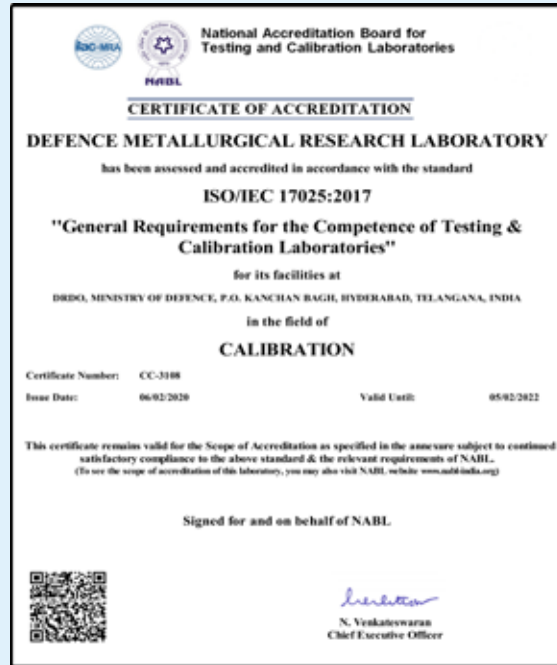 ilac-MRA
NABL
National Accreditation Board for
Testing and Calibration Laboratories
CERTIFICATE OF ACCREDITATION
DEFENCE METALLURGICAL RESEARCH LABORATORY
has been assessed and accredited in accordance with the standard
ISO/IEC 17025:2017
"General Requirements for the Competence of Testing &
Calibration Laboratories"
for its facilities at
DRDO, MINISTRY OF DEFENCE, P.O. KANCHAN BAGH, HYDERABAD, TELANGANA, INDIA
in the field of
CALIBRATION
Certificate Number: CC-3108
Issue Date: 06/02/2020 Valid Until: 05/02/2022
This certificate remains valid for the Scope of Accreditation as specified in the annexure subject to continued
satisfactory compliance to the above standard & the relevant requirements of NABL.
(To see the scope of accreditation of this laboratory, you may also visit NABL website www.nabl-india.org)
Signed for and on behalf of NABL
N. Venkateswaran
Chief Executive Officer